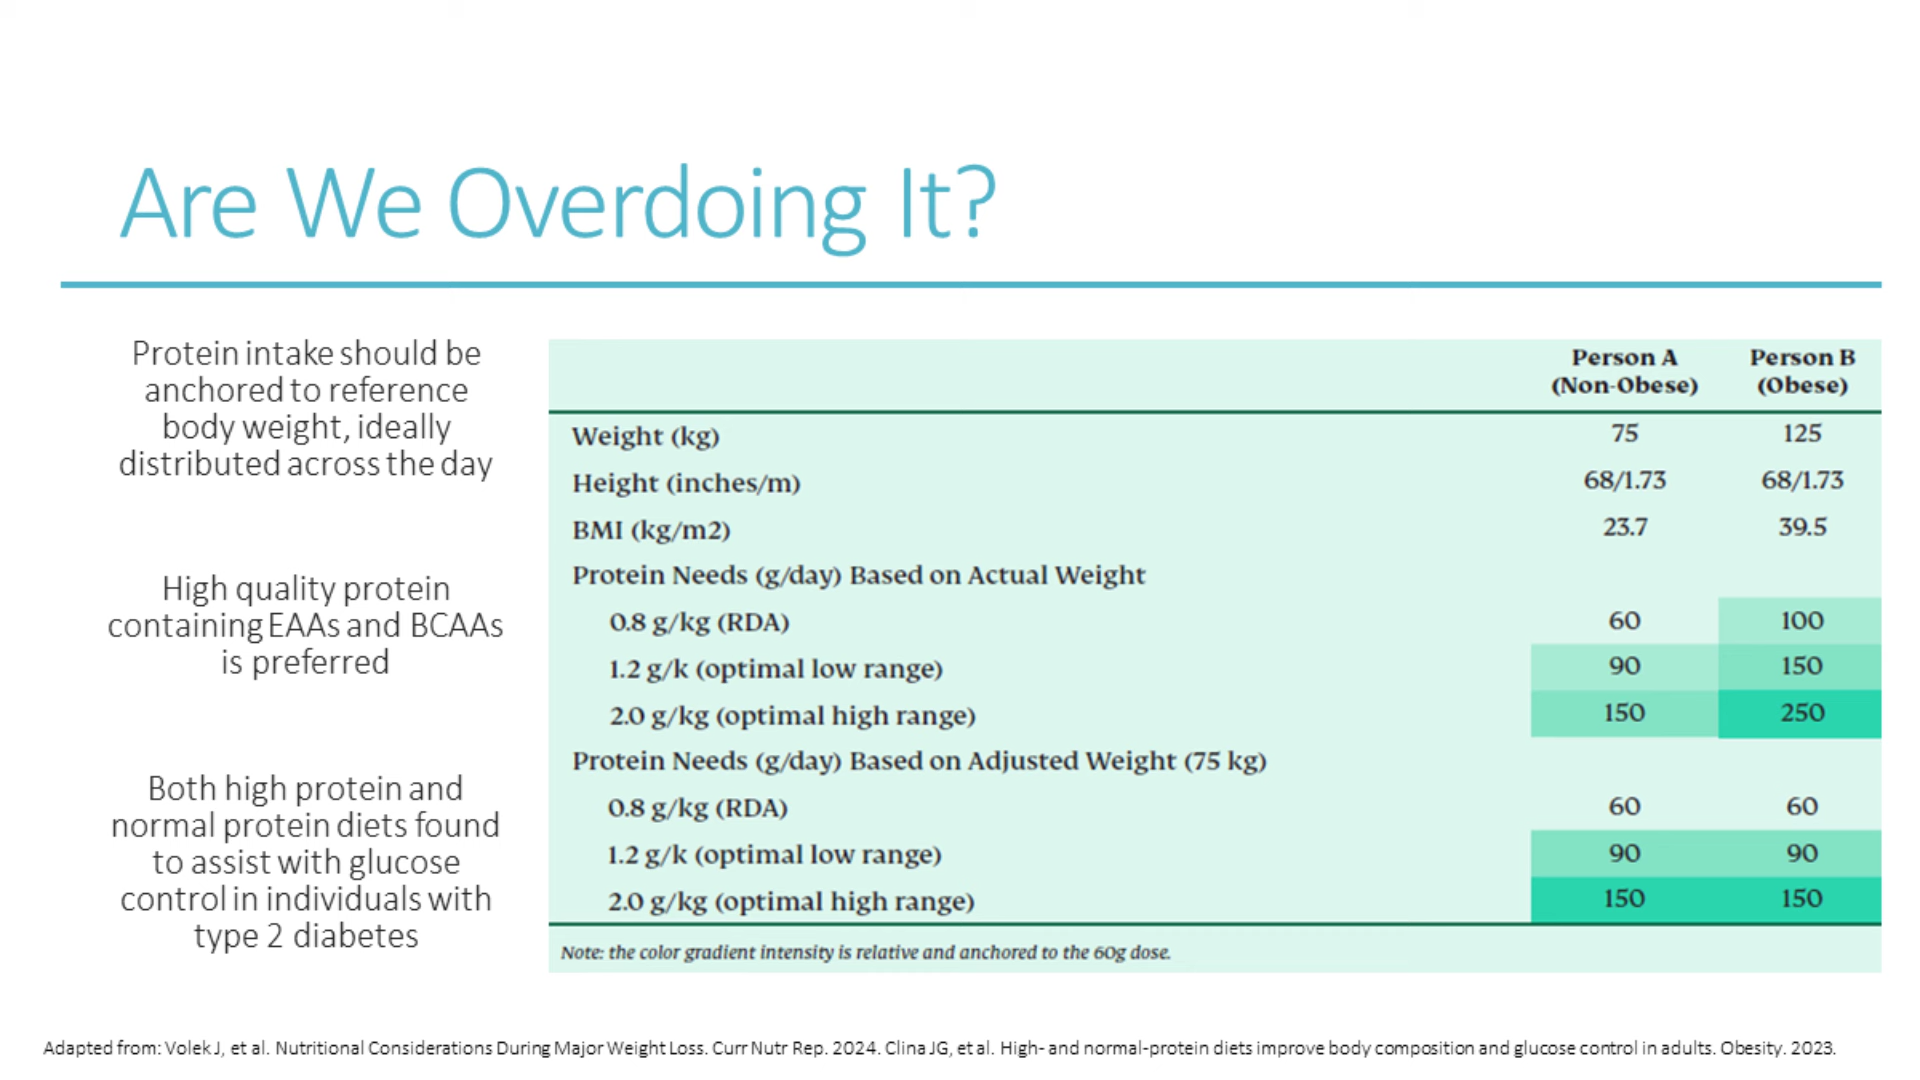 Are We Overdoing It?
Protein intake should be
anchored to reference
body weight, ideally
distributed across the day
High quality protein
containing EAAs and BCAAs
is preferred
Both high protein and
normal protein diets found
to assist with glucose
control in individuals with
type 2 diabetes
Person A Person B
(Non-Obese) (Obese)
Weight (kg) 75 125
Height (inches/m) 68/1.73 68/1.73
BMI (kg/m2) 23.7 39.5
Protein Needs (g/day) Based on Actual Weight
0.8 g/kg (RDA) 60 100
1.2 g/k (optimal low range) 90 150
2.0 g/kg (optimal high range) 150 250
Protein Needs (g/day) Based on Adjusted Weight (75 kg)
0.8 g/kg (RDA) 60 60
1.2 g/k (optimal low range) 90 90
2.0 g/kg (optimal high range) 150 150
Note: the color gradient intensity is relative and anchored to the 60g dose.
Adapted from: Volek J, et al. Nutritional Considerations During Major Weight Loss. Curr Nutr Rep. 2024. Clina JG, et al. High- and normal-protein diets improve body composition and glucose control in adults. Obesity. 2023.